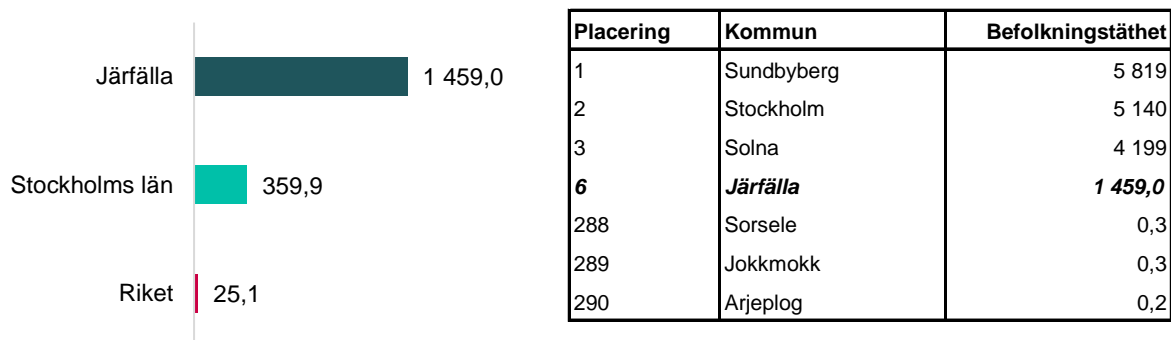 Järfälla 1 459,0
Stockholms län 359,9
Riket 25,1
Placering Kommun Befolkningstäthet
1 Sundbyberg 5 819
2 Stockholm 5 140
3 Solna 4 199
6 Järfälla 1 459,0
288 Sorsele 0,3
289 Jokkmokk 0,3
290 Arjeplog 0,2